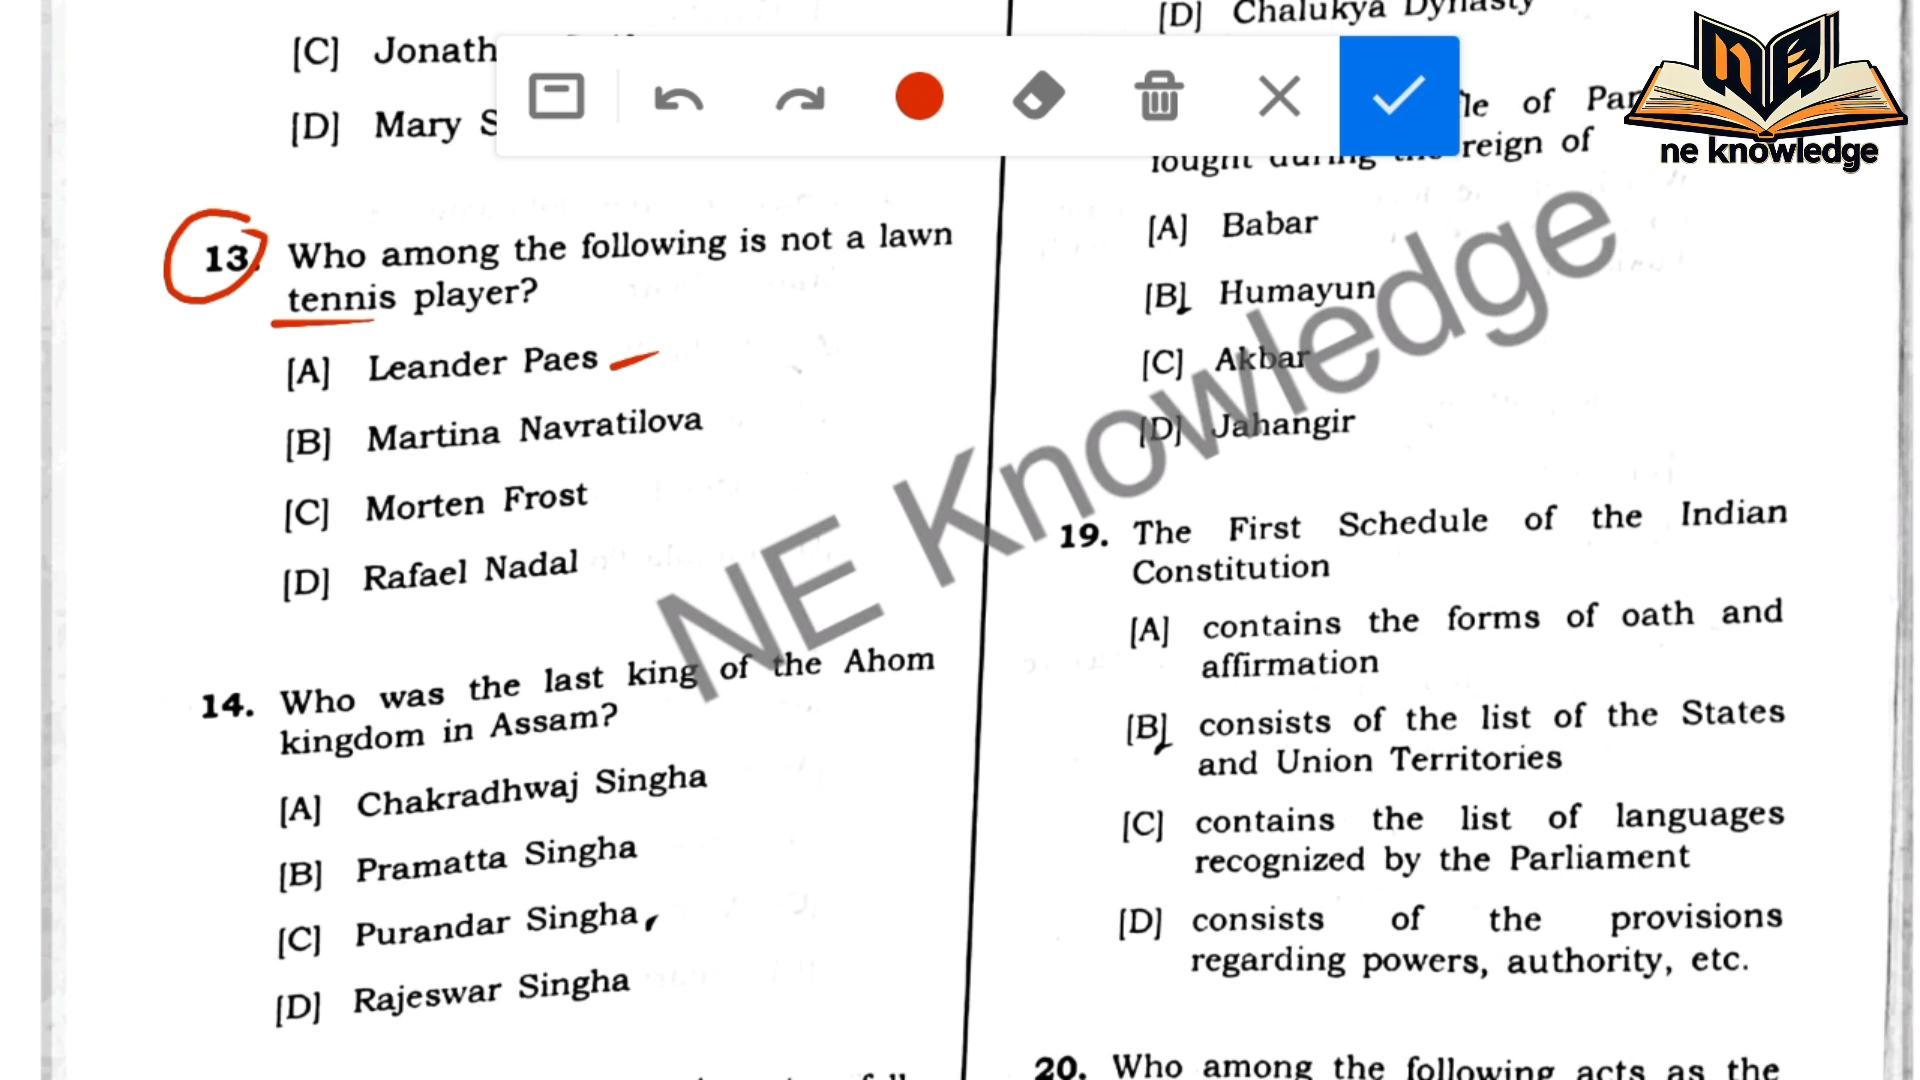 [C] Jonath
[D] Mary S
13. Who among the following is not a lawn
tennis player?
[A] Leander Paes
[B] Martina Navratilova
[C] Morten Frost
[D] Rafael Nadal
14. Who was the last king of the Ahom
kingdom in Assam?
[A] Chakradhwaj Singha
[B] Pramatta Singha
[C] Purandar Singha
[D] Rajeswar Singha
[D] Chalukya Dynasty
of
fought during the reign of
[A] Babar
[B] Humayun
[C] Akbar
[D] Jahangir
19. The First Schedule of the Indian
Constitution
[A] contains the forms of oath and
affirmation
[B] consists of the list of the States
and Union Territories
[C] contains the list of languages
recognized by the Parliament
[D] consists of the provisions
regarding powers, authority, etc.
20. Who among the following acts as the
NE Knowledge
ne knowledge